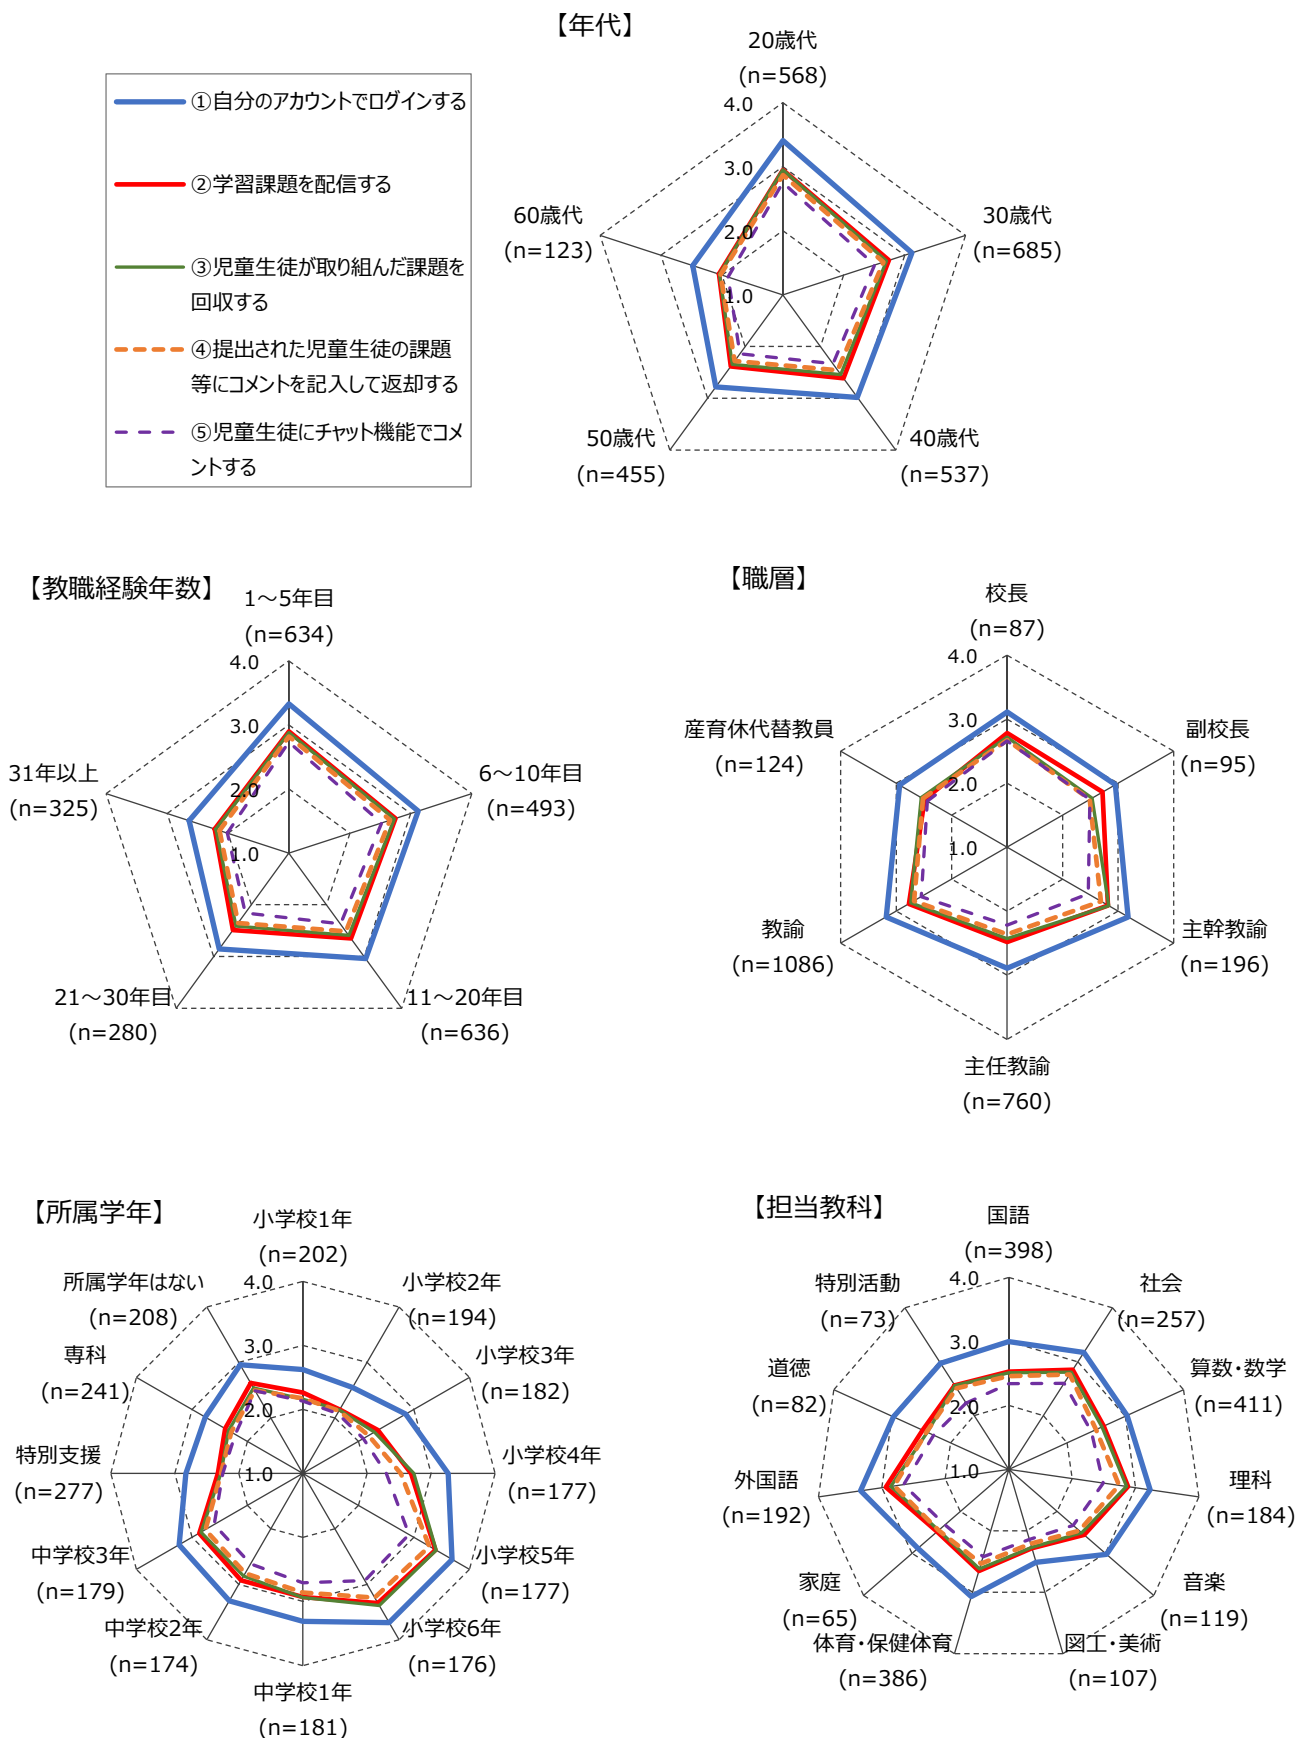 【年代】
①自分のアカウントでログインする
②学習課題を配信する
③児童生徒が取り組んだ課題を
回収する
④提出された児童生徒の課題
等にコメントを記入して返却する
⑤児童生徒にチャット機能でコメ
ントする
20歳代
(n=568)
4.0
3.0
2.0
1.0
30歳代
(n=685)
40歳代
(n=537)
50歳代
(n=455)
60歳代
(n=123)
【教職経験年数】
1～5年目
(n=634)
4.0
3.0
2.0
1.0
6～10年目
(n=493)
11～20年目
(n=636)
21～30年目
(n=280)
31年以上
(n=325)
【職層】
校長
(n=87)
4.0
3.0
2.0
1.0
副校長
(n=95)
主幹教諭
(n=196)
主任教諭
(n=760)
教諭
(n=1086)
産育休代替教員
(n=124)
【所属学年】
小学校1年
(n=202)
4.0
3.0
2.0
1.0
小学校2年
(n=194)
小学校3年
(n=182)
小学校4年
(n=177)
小学校5年
(n=177)
小学校6年
(n=176)
中学校1年
(n=181)
中学校2年
(n=174)
中学校3年
(n=179)
特別支援
(n=277)
専科
(n=241)
所属学年はない
(n=208)
【担当教科】
国語
(n=398)
4.0
3.0
2.0
1.0
社会
(n=257)
算数・数学
(n=411)
理科
(n=184)
音楽
(n=119)
図工・美術
(n=107)
体育・保健体育
(n=386)
家庭
(n=65)
外国語
(n=192)
道徳
(n=82)
特別活動
(n=73)